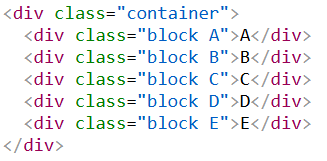 <div class="container">
  <div class="block A">A</div>
  <div class="block B">B</div>
  <div class="block C">C</div>
  <div class="block D">D</div>
  <div class="block E">E</div>
</div>